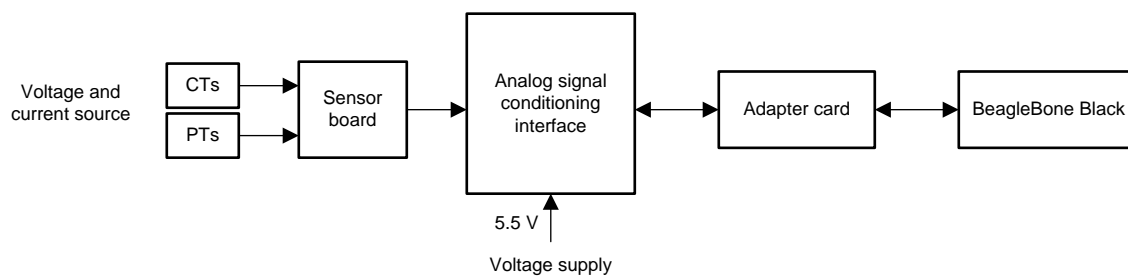 Voltage and
current source
CTs
PTs
Sensor
board
Analog signal
conditioning
interface
Adapter card
BeagleBone Black
5.5 V
Voltage supply